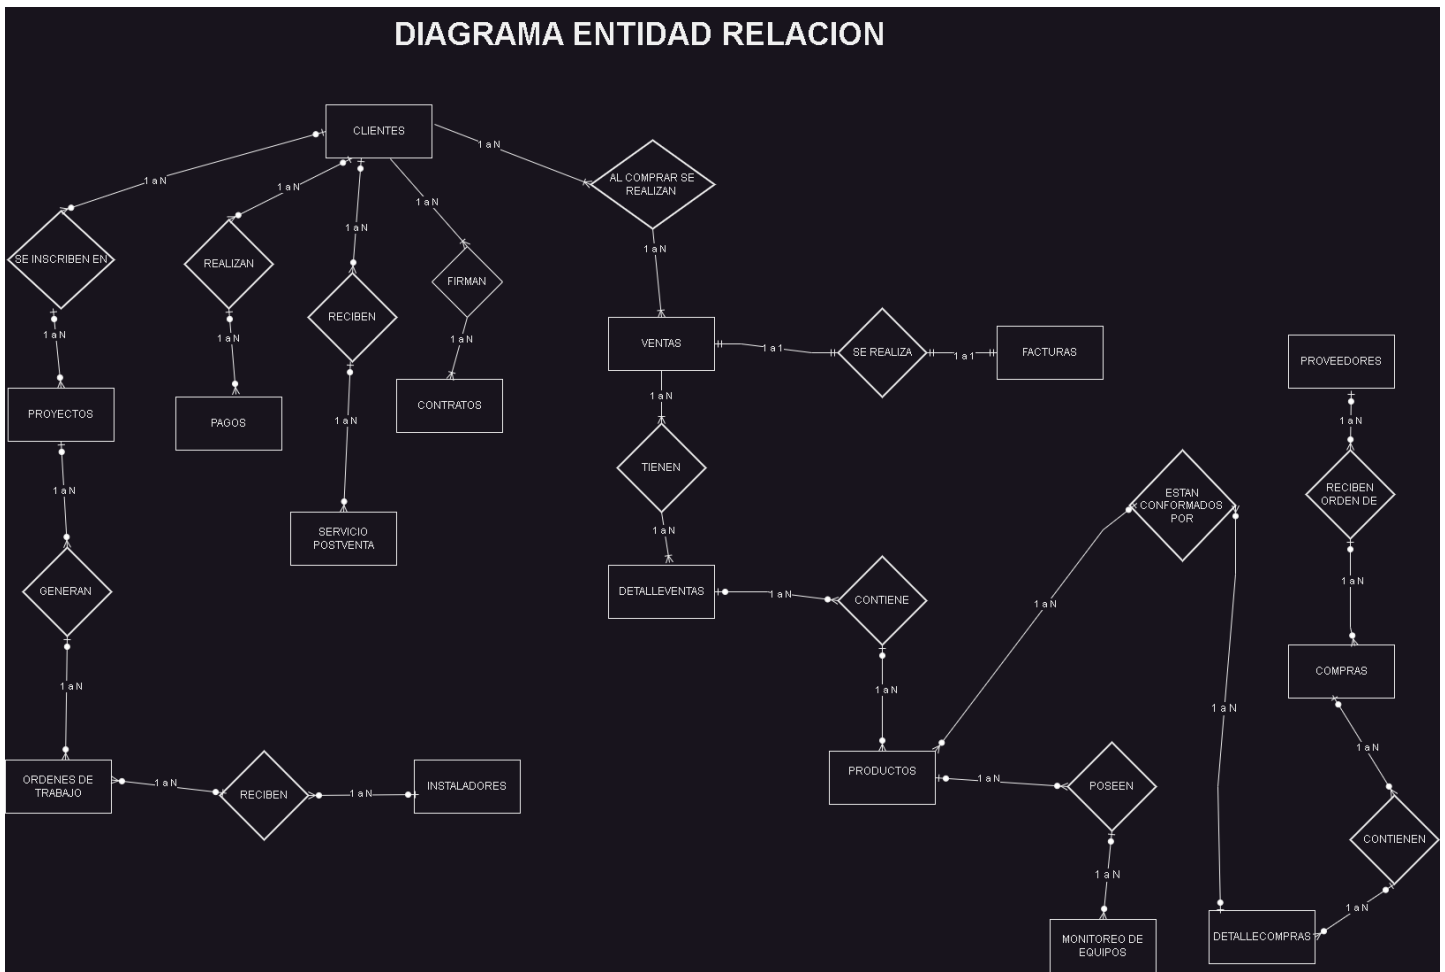 DIAGRAMA ENTIDAD RELACION
CLIENTES
1 a N
AL COMPRAR SE
REALIZAN
1 a N
1 a N
1 a N
1 a N
1 a N
SE INSCRIBEN EN
REALIZAN
RECIBEN
FIRMAN
1 a N
1 a N
1 a N
1 a N
1 a N
VENTAS
1 a 1
SE REALIZA
1 a 1
FACTURAS
PROVEEDORES
PROYECTOS
PAGOS
CONTRATOS
1 a N
1 a N
1 a N
TIENEN
RECIBEN
ORDEN DE
ESTAN
CONFORMADOS
POR
1 a N
SERVICIO
POSTVENTA
1 a N
1 a N
GENERAN
DETALLEVENTAS
1 a N
CONTIENE
1 a N
COMPRAS
1 a N
1 a N
1 a N
1 a N
ORDENES DE
TRABAJO
1 a N
RECIBEN
1 a N
INSTALADORES
PRODUCTOS
1 a N
POSEEN
CONTIENEN
1 a N
1 a N
MONITOREO DE
EQUIPOS
DETALLECOMPRAS